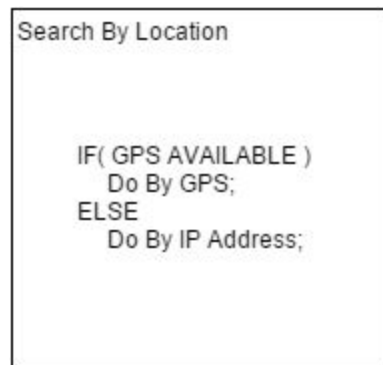 Search By Location
IF( GPS AVAILABLE )
Do By GPS;
ELSE
Do By IP Address;